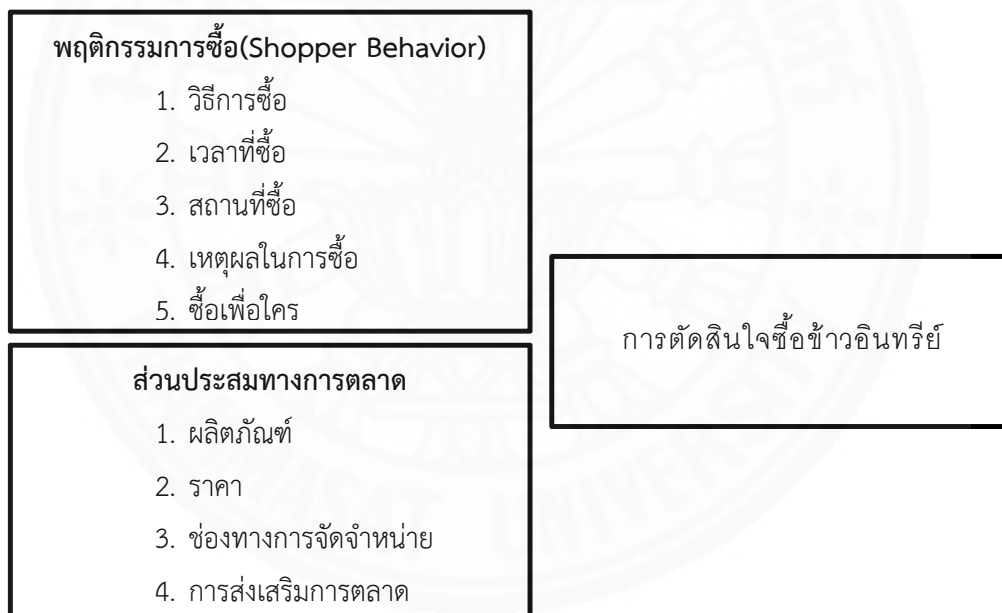 พฤติกรรมการซื้อ(Shopper Behavior)
1. วิธีการซื้อ
2. เวลาที่ซื้อ
3. สถานที่ซื้อ
4. เหตุผลในการซื้อ
5. ซื้อเพื่อใคร
การตัดสินใจซื้อข้าวอินทรีย์
ส่วนประสมทางการตลาด
1. ผลิตภัณฑ์
2. ราคา
3. ช่องทางการจัดจำหน่าย
4. การส่งเสริมการตลาด